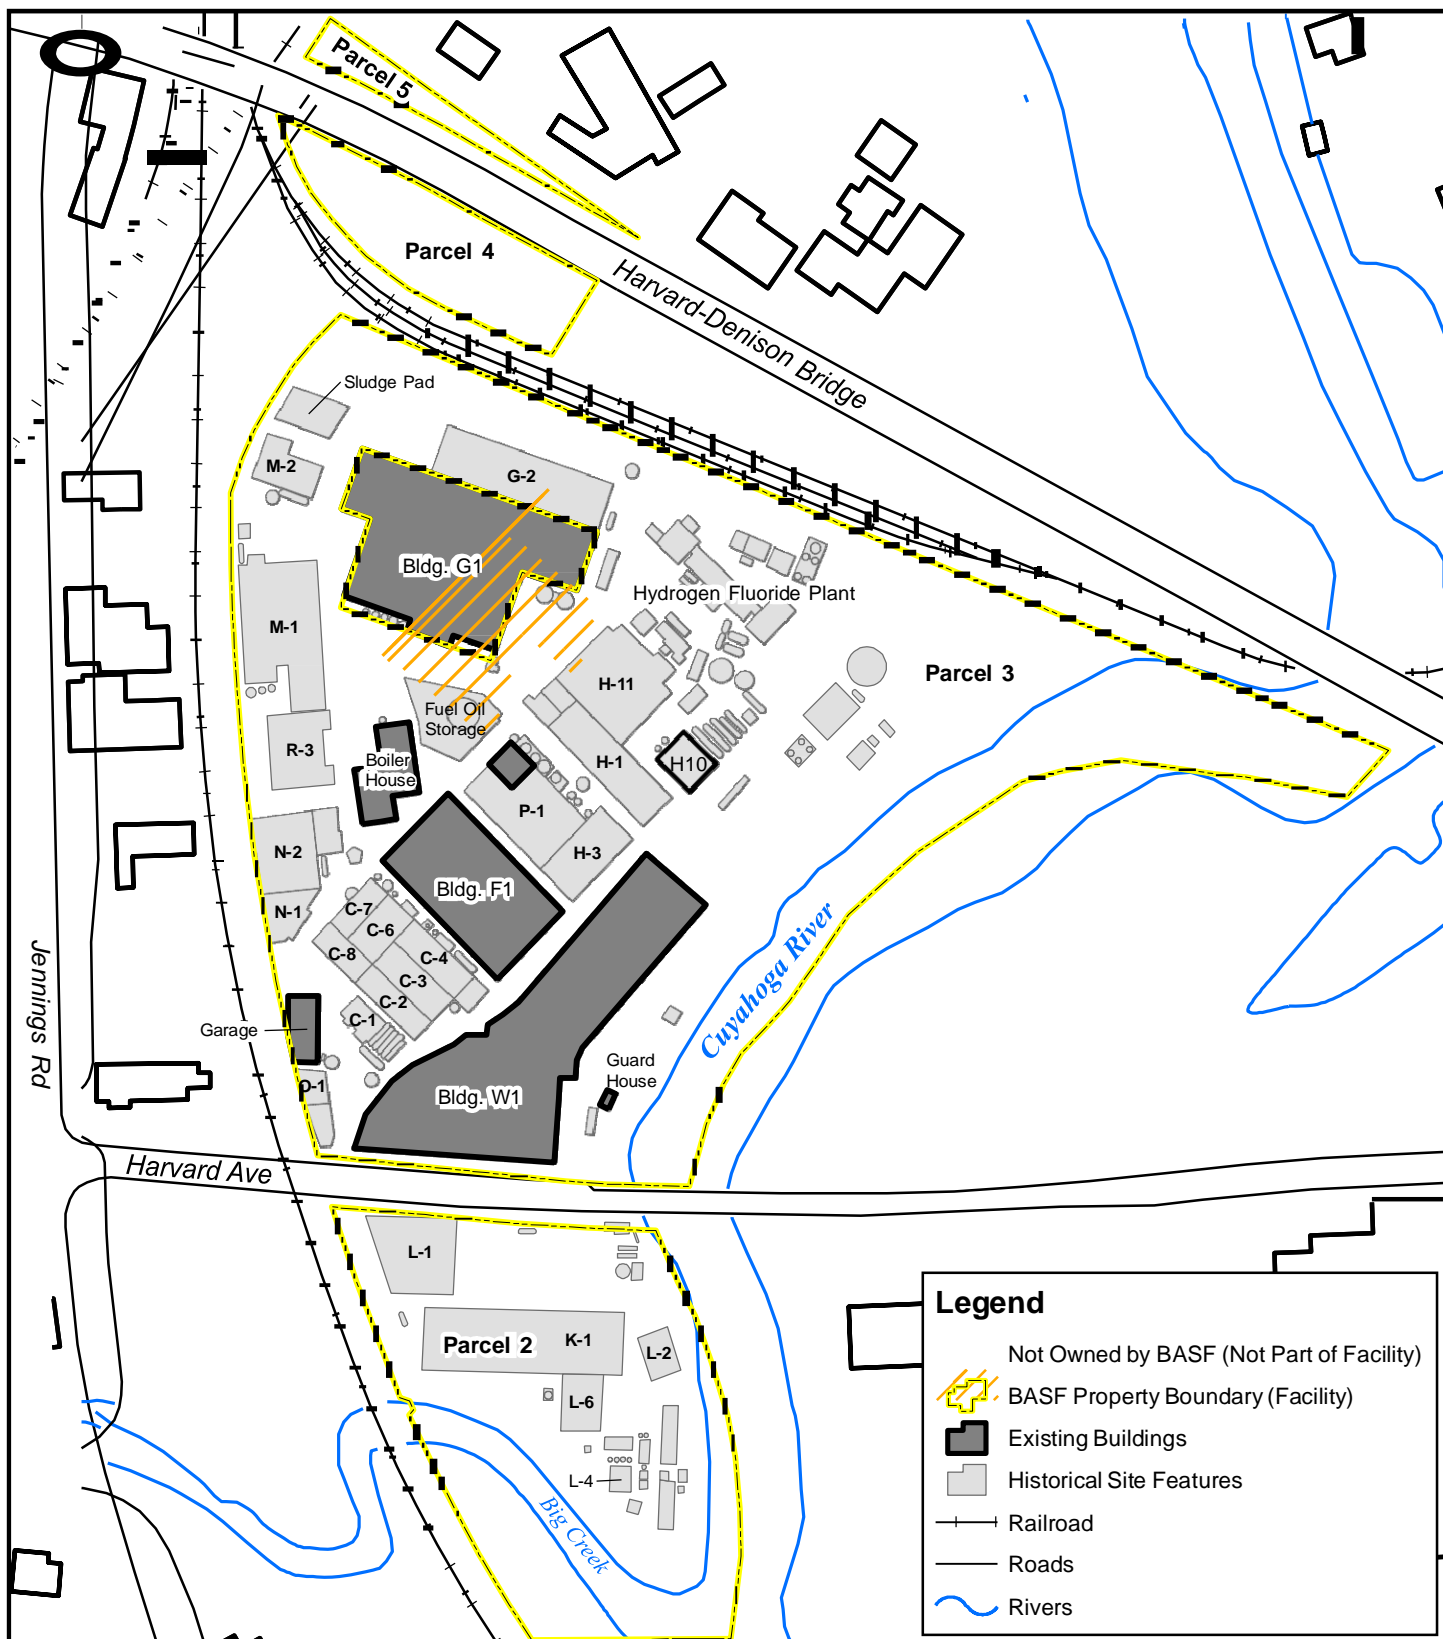 Parcel 5
Parcel 4
Harvard-Denison Bridge
Sludge Pad
M-2
G-2
Bldg. G1
Hydrogen Fluoride Plant
M-1
Parcel 3
H-11
Fuel Oil
Storage
R-3
Boiler
House
H-1
H10
P-1
N-2
H-3
Bldg. F1
N-1
C-7
C-6
C-8
C-4
C-3
C-2
C-1
Cuyahoga River
Jennings Rd
Garage
O-1
Guard
House
Bldg. W1
Harvard Ave
L-1
Parcel 2
K-1
L-2
L-6
L-4
Big Creek
Legend
Not Owned by BASF (Not Part of Facility)
BASF Property Boundary (Facility)
Existing Buildings
Historical Site Features
Railroad
Roads
Rivers